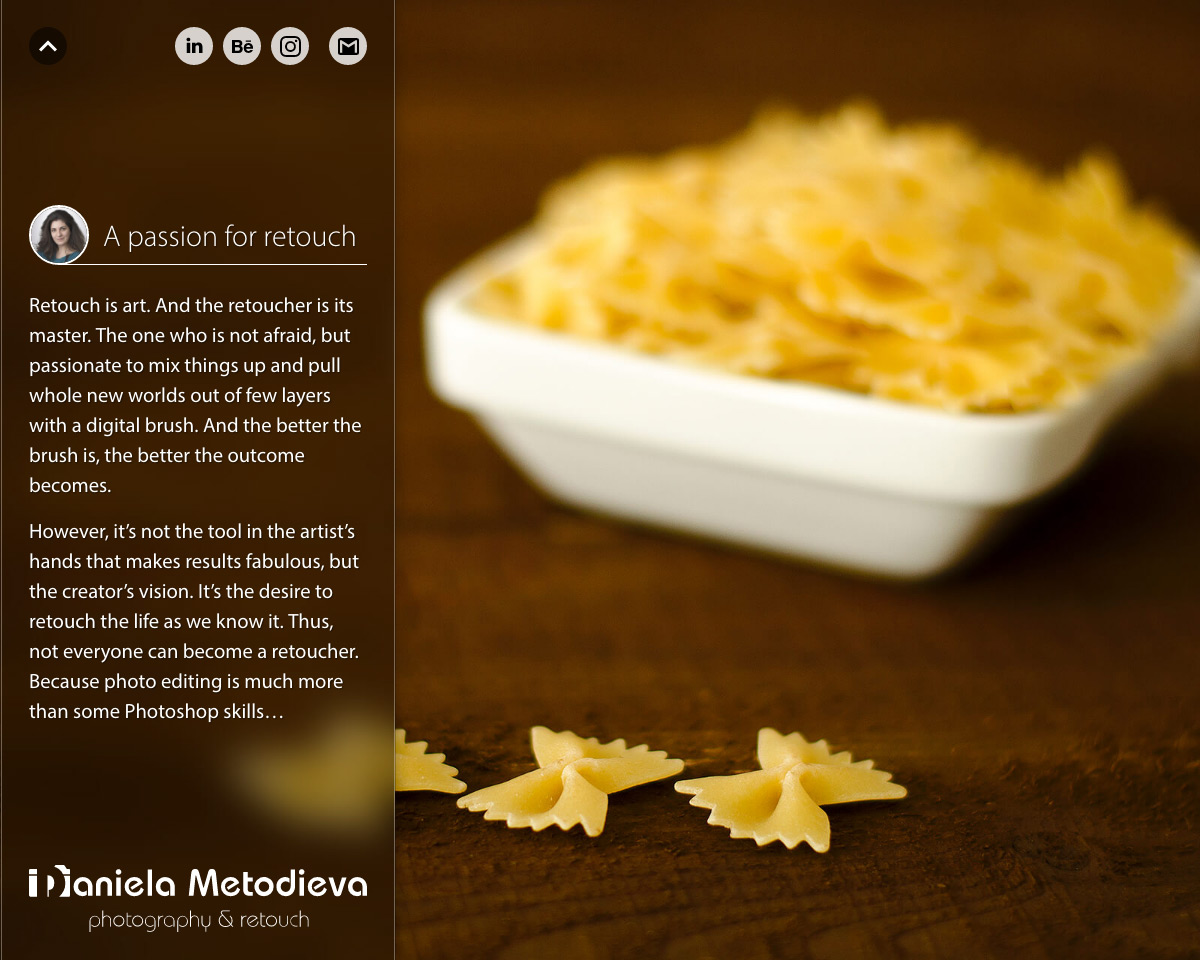 in Bē
A passion for retouch
Retouch is art. And the retoucher is its
master. The one who is not afraid, but
passionate to mix things up and pull
whole new worlds out of few layers
with a digital brush. And the better the
brush is, the better the outcome
becomes.
However, it’s not the tool in the artist’s
hands that makes results fabulous, but
the creator’s vision. It’s the desire to
retouch the life as we know it. Thus,
not everyone can become a retoucher.
Because photo editing is much more
than some Photoshop skills…
Daniela Metodieva
photography & retouch